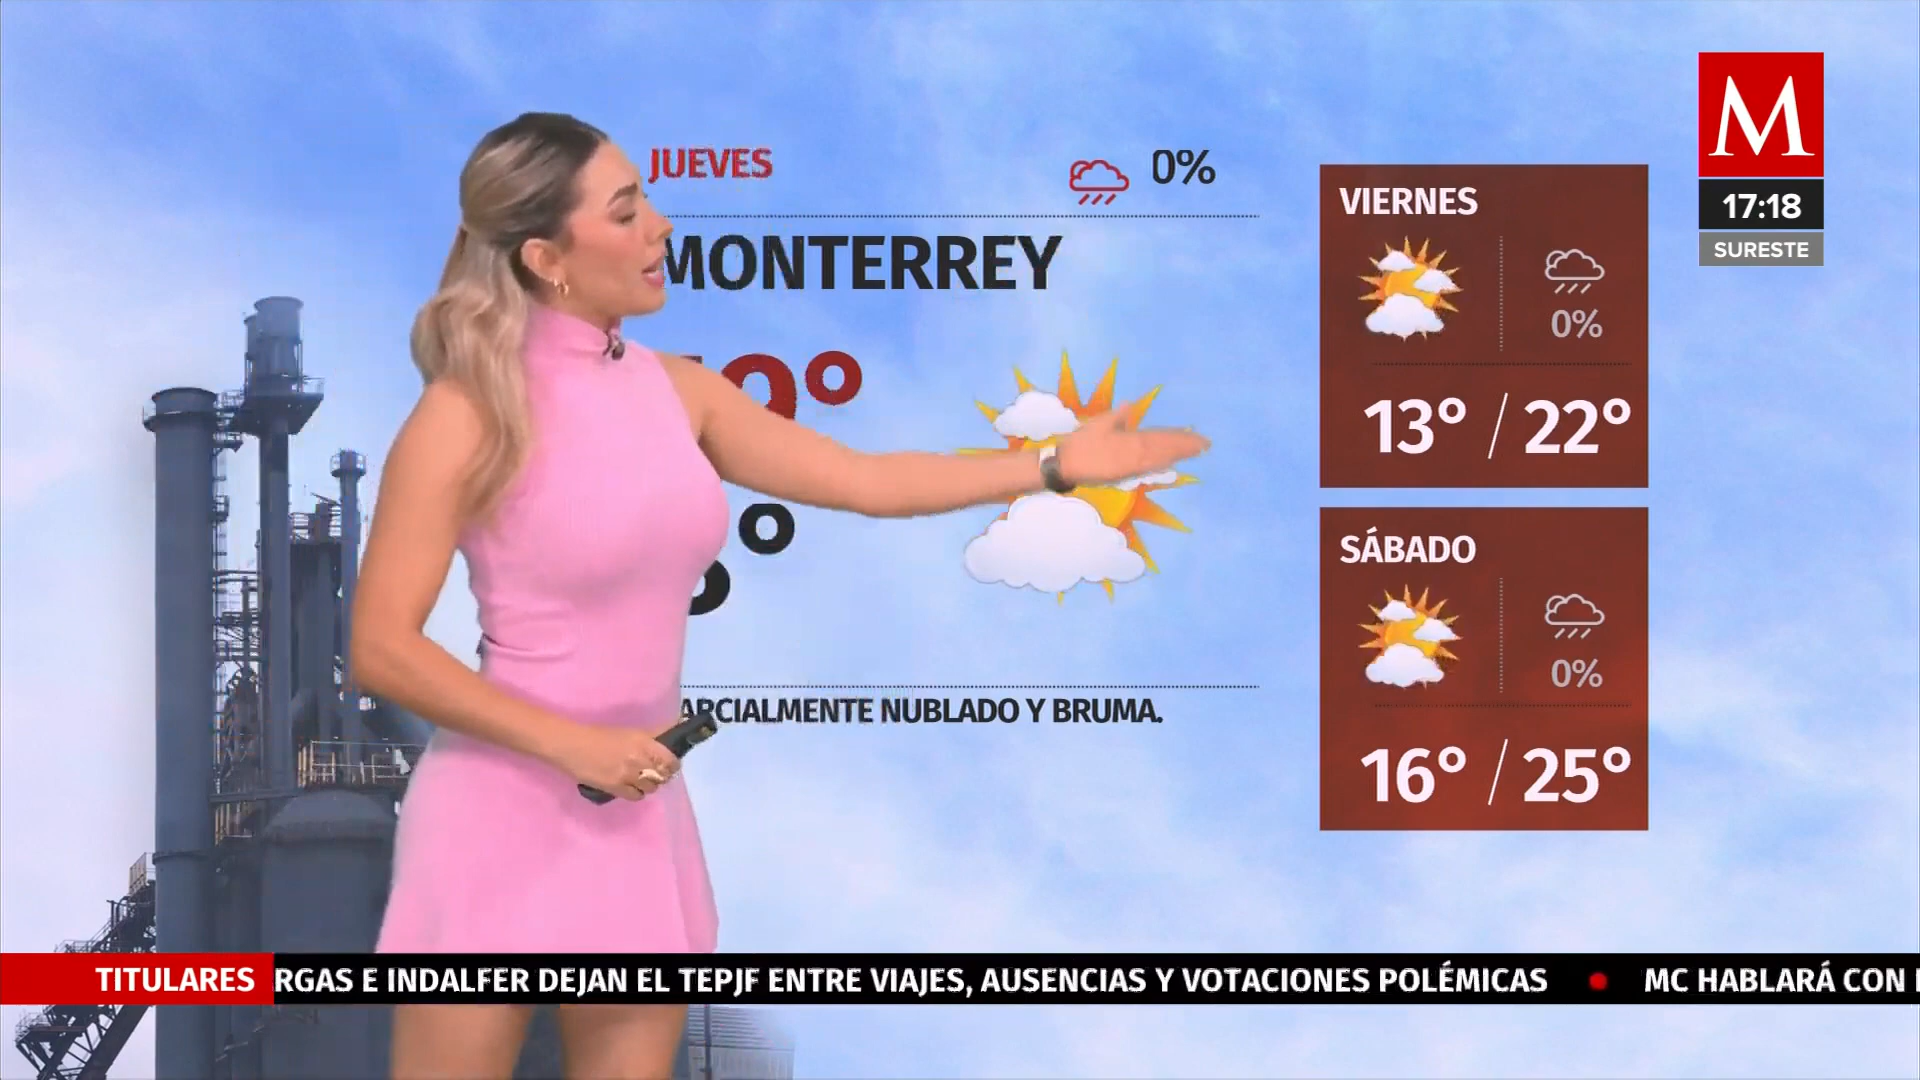 JUEVES
0%
MONTERREY
PARCIALMENTE NUBLADO Y BRUMA.
VIERNES
0%
13° / 22°
SÁBADO
0%
16° / 25°
M
17:18
SURESTE
TITULARES
RGAS E INDALFER DEJAN EL TEPJF ENTRE VIAJES, AUSENCIAS Y VOTACIONES POLÉMICAS • MC HABLARÁ CON